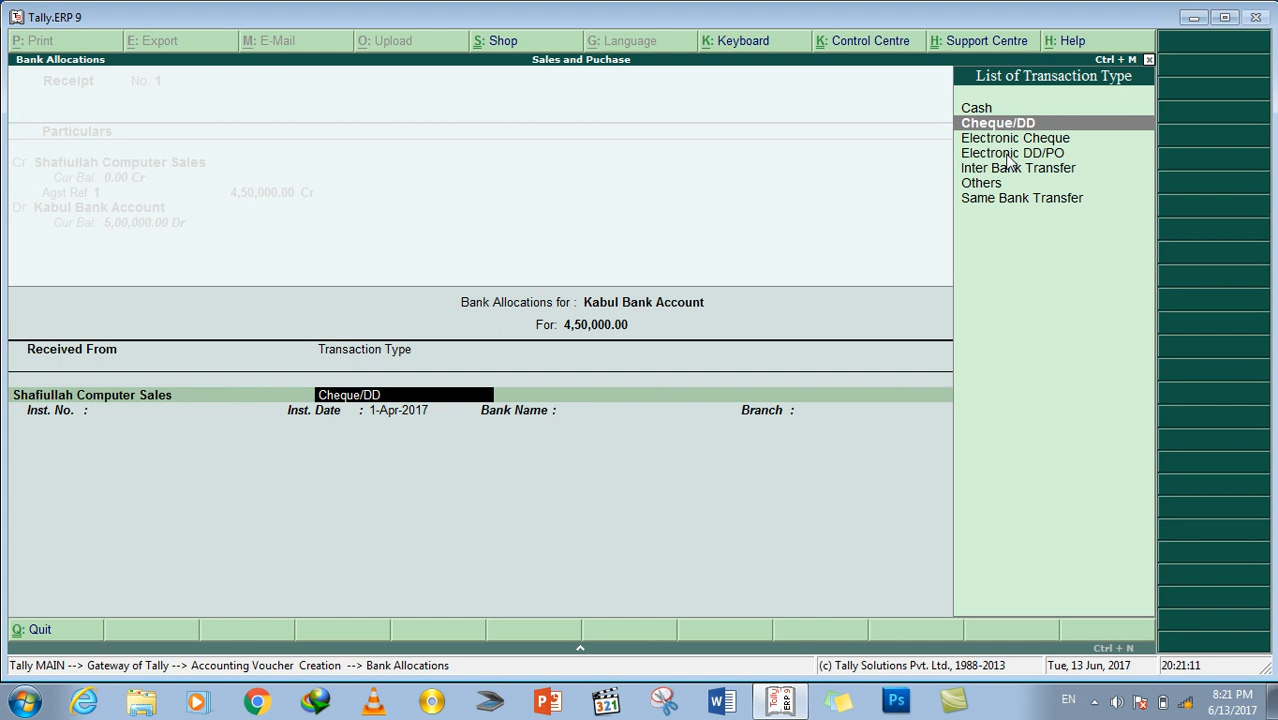 Tally.ERP 9
P: Print E: Export M: E-Mail O: Upload S: Shop G: Language K: Keyboard K: Control Centre H: Support Centre H: Help
Bank Allocations Sales and Puchase Ctrl + M
Receipt No. 1
Particulars
Cr Shafiullah Computer Sales
Cur Bal: 0.00 Cr
Agst Ref 1 4,50,000.00 Cr
Dr Kabul Bank Account
Cur Bal: 5,00,000.00 Dr
List of Transaction Type
Cash
Cheque/DD
Electronic Cheque
Electronic DD/PO
Inter Bank Transfer
Others
Same Bank Transfer
Bank Allocations for : Kabul Bank Account
For: 4,50,000.00
Received From Transaction Type
Shafiullah Computer Sales Cheque/DD
Inst. No. : Inst. Date : 1-Apr-2017 Bank Name : Branch :
Q: Quit
Ctrl + N
Tally MAIN --> Gateway of Tally --> Accounting Voucher Creation --> Bank Allocations (c) Tally Solutions Pvt. Ltd., 1988-2013 Tue, 13 Jun, 2017 20:21:11
321 ERP 9 Ps EN 8:21 PM
6/13/2017